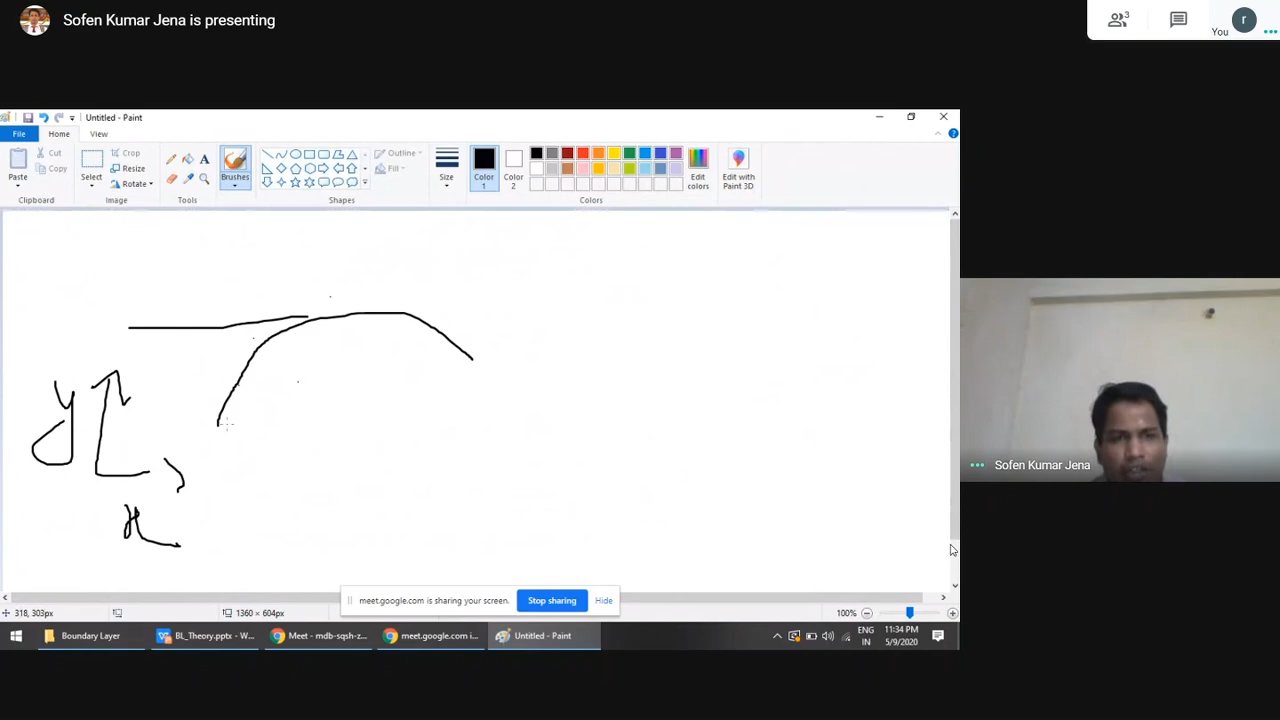 Sofen Kumar Jena is presenting
3
r
You
Untitled - Paint
File
Home
View
Paste
Cut
Copy
Clipboard
Select
Crop
Resize
Rotate
Image
A
Tools
Brushes
Outline
Fill
Shapes
Size
Color
1
Color
2
Edit
colors
Edit with
Paint 3D
Colors
y
x
Sofen Kumar Jena
meet.google.com is sharing your screen.
Stop sharing
Hide
318, 303px
1360 × 604px
100%
Boundary Layer
BL_Theory.pptx - W...
Meet - mdb-sqsh-z...
meet.google.com i...
Untitled - Paint
ENG
IN
11:34 PM
5/9/2020